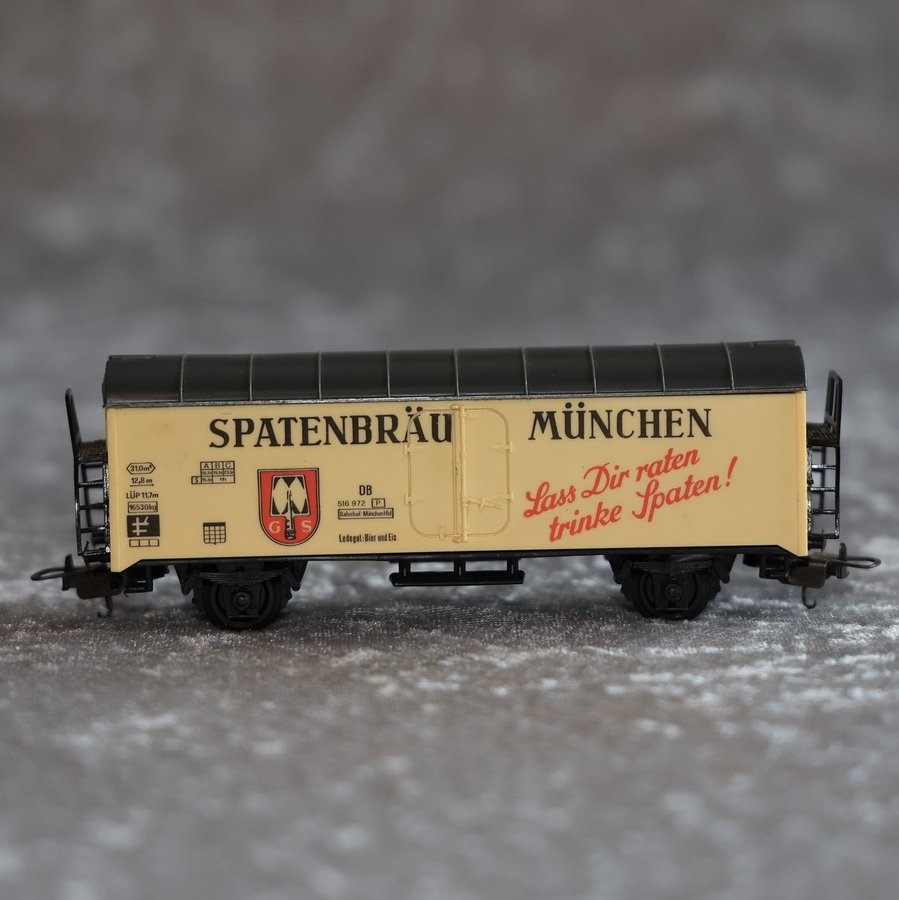 SPATENBRÄU MÜNCHEN
Lass Dir raten
trinke Spaten!
31,0m³
12,8 m
LÜP 11,7m
16530kg
A B C
S
G S
DB
516 972 P
Bahnhof: München Hbf
Ladegut: Bier und Eis